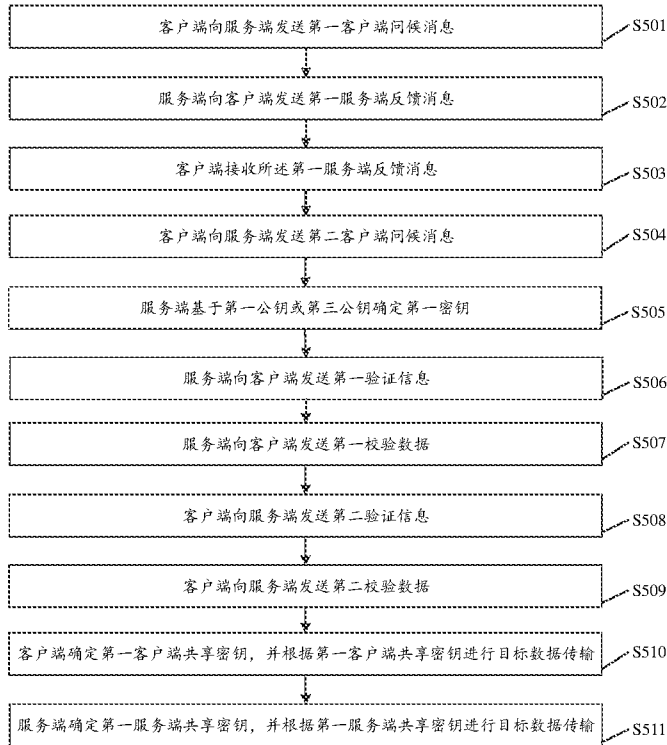 客户端向服务端发送第一客户端问候消息
S501
服务端向客户端发送第一服务端反馈消息
S502
客户端接收所述第一服务端反馈消息
S503
客户端向服务端发送第二客户端问候消息
S504
服务端基于第一公钥或第三公钥确定第一密钥
S505
服务端向客户端发送第一验证信息
S506
服务端向客户端发送第一校验数据
S507
客户端向服务端发送第二验证信息
S508
客户端向服务端发送第二校验数据
S509
客户端确定第一客户端共享密钥，并根据第一客户端共享密钥进行目标数据传输
S510
服务端确定第一服务端共享密钥，并根据第一服务端共享密钥进行目标数据传输
S511